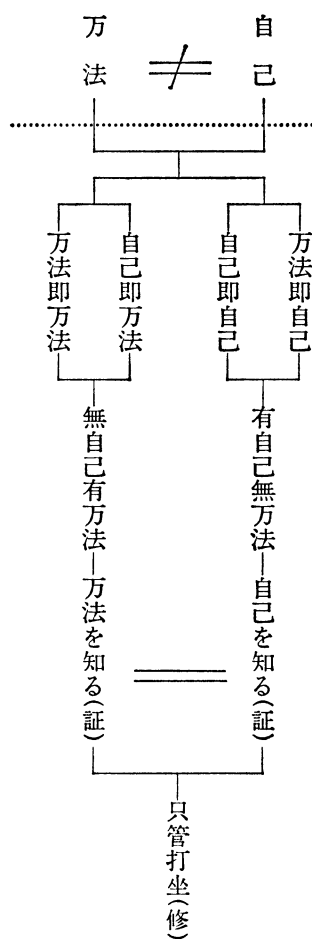 自己
≠
万法
万法即自己
自己即自己
自己即万法
万法即万法
有自己無万法―自己を知る(証)
＝
無自己有万法―万法を知る(証)
只管打坐(修)